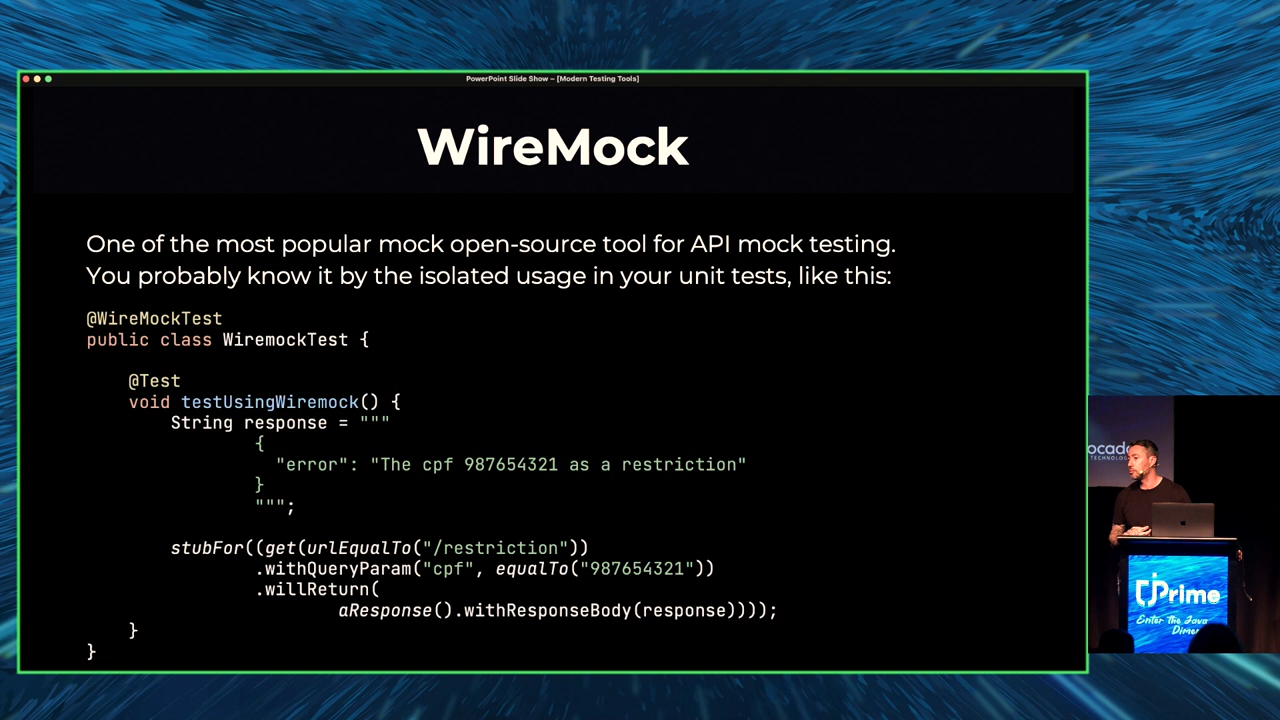 PowerPoint Slide Show – [Modern Testing Tools]
WireMock
One of the most popular mock open-source tool for API mock testing.
You probably know it by the isolated usage in your unit tests, like this:
@WireMockTest
public class WiremockTest {
@Test
void testUsingWiremock() {
String response = """
{
"error": "The cpf 987654321 as a restriction"
}
""";
stubFor((get(urlEqualTo("/restriction"))
.withQueryParam("cpf", equalTo("987654321"))
.willReturn(
aResponse().withResponseBody(response))));
}
}
ocado
TECHNOLOGY
jPrime
Enter the Java